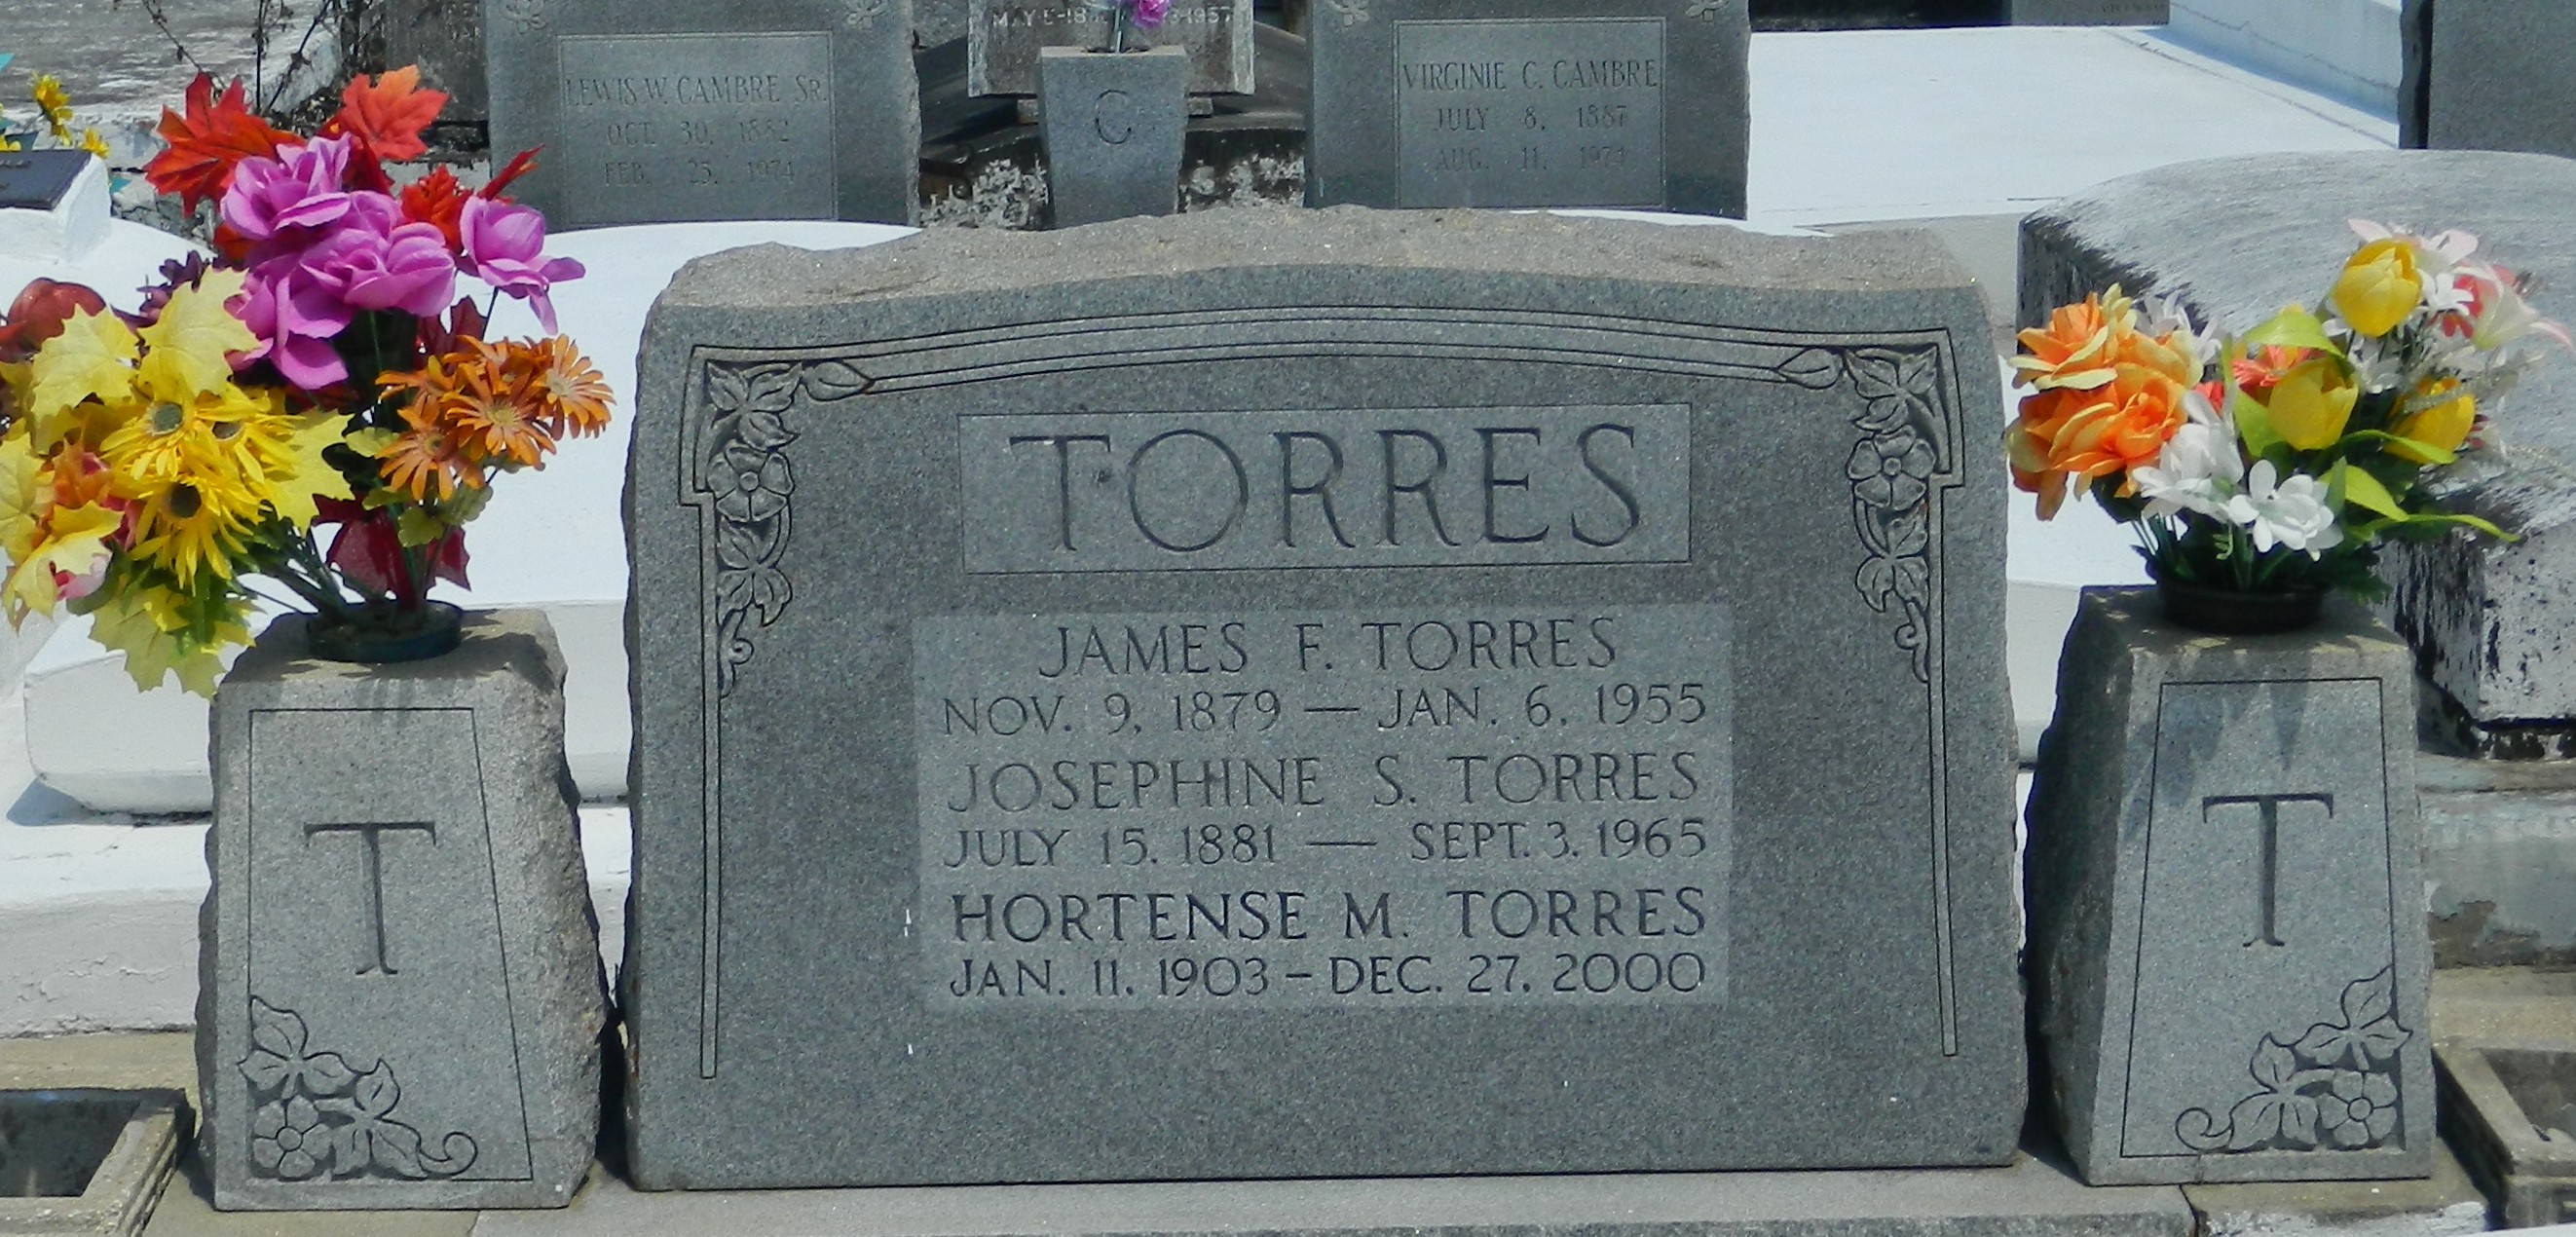 LEWIS W. CAMBRE SR.
OCT. 30, 1882
FEB. 25, 1974
C
VIRGINIE C. CAMBRE
JULY 8, 1887
AUG. 11, 1974
TORRES
JAMES F. TORRES
NOV. 9, 1879 — JAN. 6, 1955
JOSEPHINE S. TORRES
JULY 15, 1881 — SEPT. 3, 1965
HORTENSE M. TORRES
JAN. 11, 1903 – DEC. 27, 2000
T
T